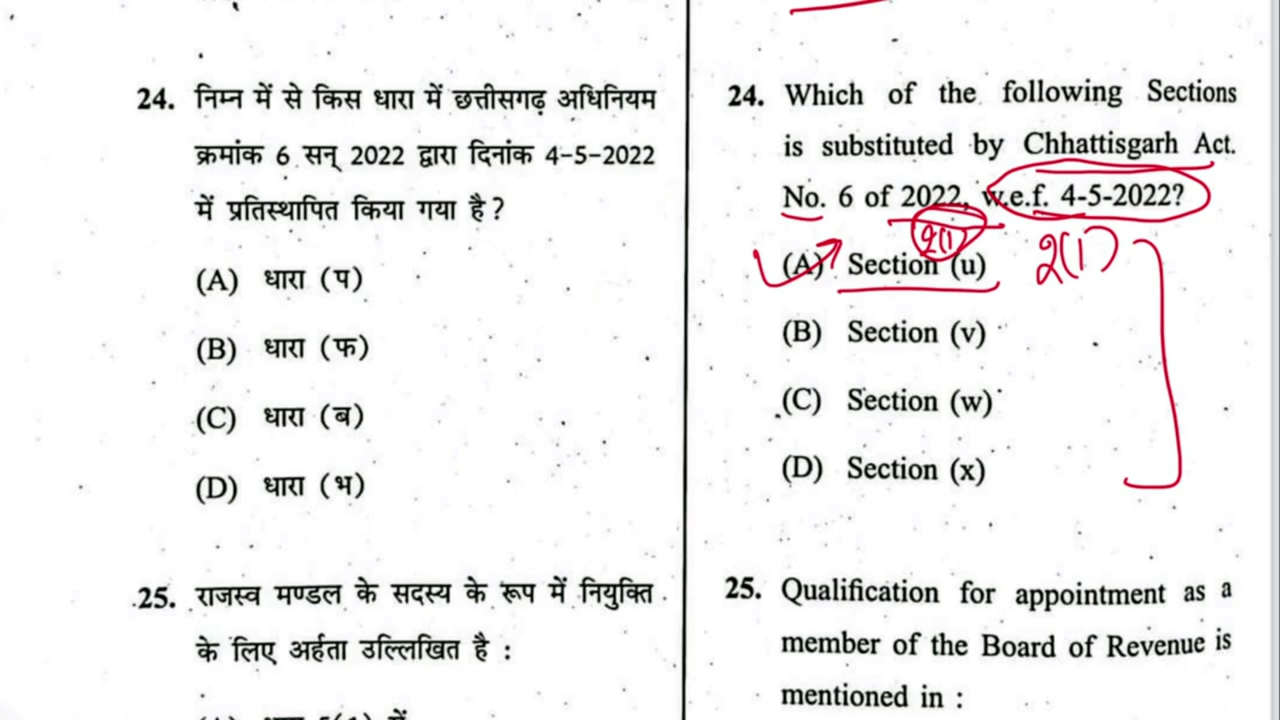 24. निम्न में से किस धारा में छत्तीसगढ़ अधिनियम
क्रमांक 6 सन् 2022 द्वारा दिनांक 4-5-2022
में प्रतिस्थापित किया गया है ?
(A) धारा (प)
(B) धारा (फ)
(C) धारा (ब)
(D) धारा (भ)
25. राजस्व मण्डल के सदस्य के रूप में नियुक्ति
के लिए अर्हता उल्लिखित है :
24. Which of the following Sections
is substituted by Chhattisgarh Act.
No. 6 of 2022, w.e.f. 4-5-2022?
2(1)
(A) Section (u) 2(1)
(B) Section (v)
(C) Section (w)
(D) Section (x)
25. Qualification for appointment as a
member of the Board of Revenue is
mentioned in :